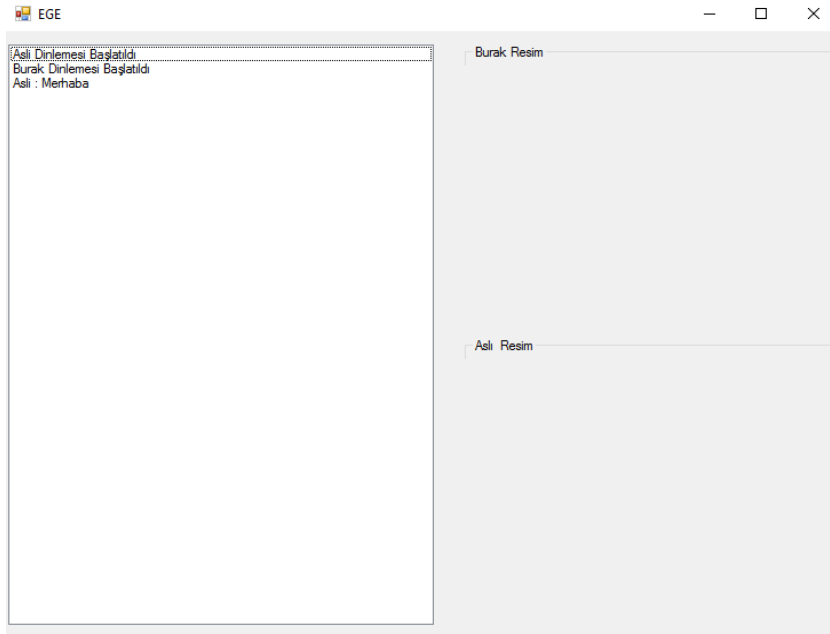 EGE
Asli Dinlemesi Başlatıldı
Burak Dinlemesi Başlatıldı
Asli : Merhaba
Burak Resim
Aslı Resim